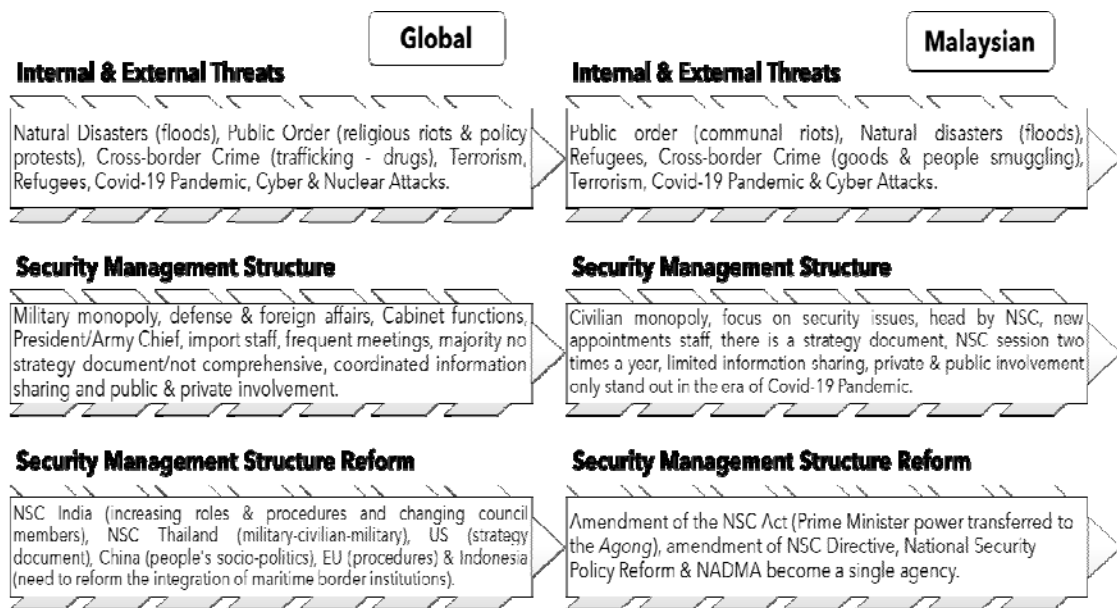 Global
Internal & External Threats
Natural Disasters (floods), Public Order (religious riots & policy
protests), Cross-border Crime (trafficking - drugs), Terrorism,
Refugees, Covid-19 Pandemic, Cyber & Nuclear Attacks.
Security Management Structure
Military monopoly, defense & foreign affairs, Cabinet functions,
President/Army Chief, import staff, frequent meetings, majority no
strategy document/not comprehensive, coordinated information
sharing and public & private involvement.
Security Management Structure Reform
NSC India (increasing roles & procedures and changing council
members), NSC Thailand (military-civilian-military), US (strategy
document), China (people's socio-politics), EU (procedures) & Indonesia
(need to reform the integration of maritime border institutions).
Malaysian
Internal & External Threats
Public order (communal riots), Natural disasters (floods),
Refugees, Cross-border Crime (goods & people smuggling),
Terrorism, Covid-19 Pandemic & Cyber Attacks.
Security Management Structure
Civilian monopoly, focus on security issues, head by NSC, new
appointments staff, there is a strategy document, NSC session two
times a year, limited information sharing, private & public involvement
only stand out in the era of Covid-19 Pandemic.
Security Management Structure Reform
Amendment of the NSC Act (Prime Minister power transferred to
the Agong), amendment of NSC Directive, National Security
Policy Reform & NADMA become a single agency.